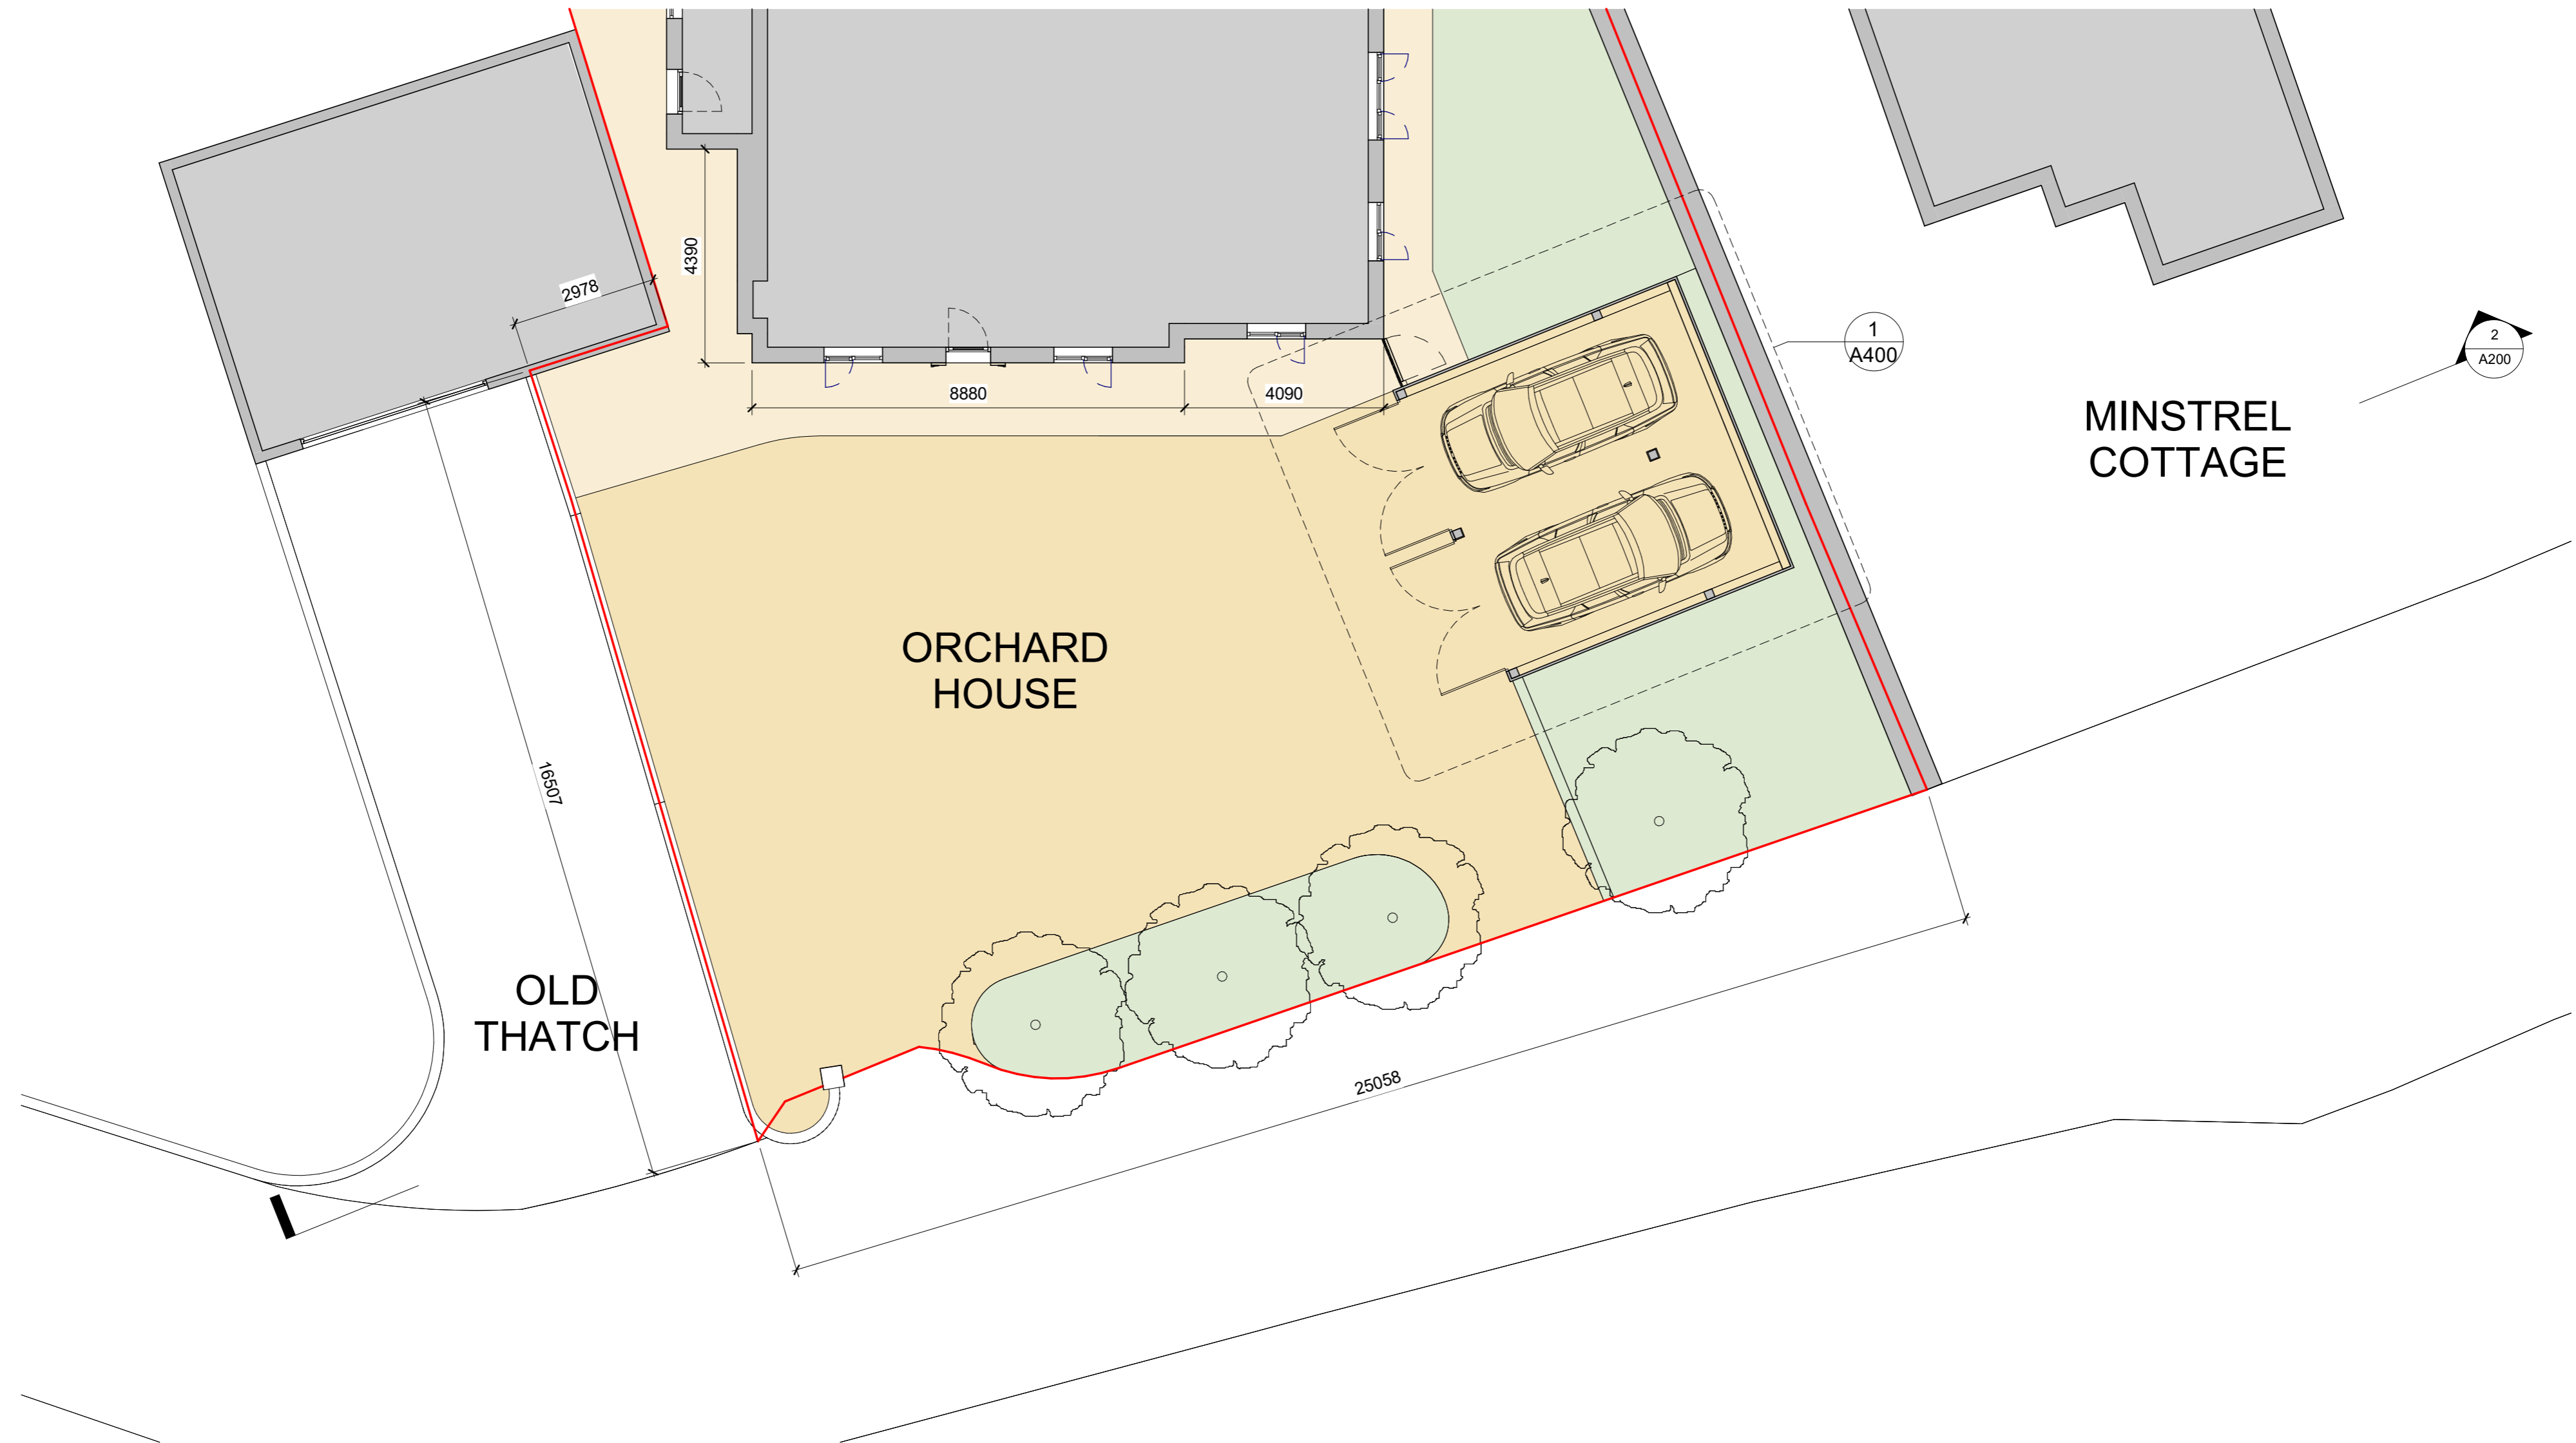 4390
2978
8880
4090
1
A400
2
A200
MINSTREL
COTTAGE
ORCHARD
HOUSE
16507
OLD
THATCH
25058